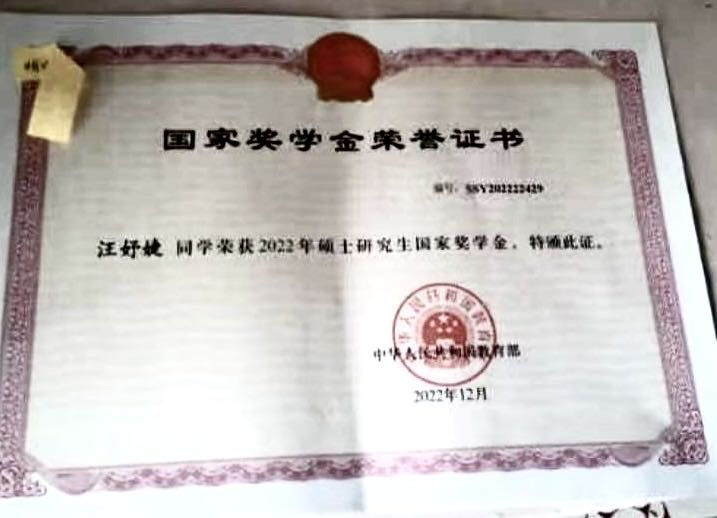 国家奖学金荣誉证书
编号：SSY202222429
汪妤婕 同学荣获2022年硕士研究生国家奖学金。特颁此证。
中华人民共和国教育部
2022年12月